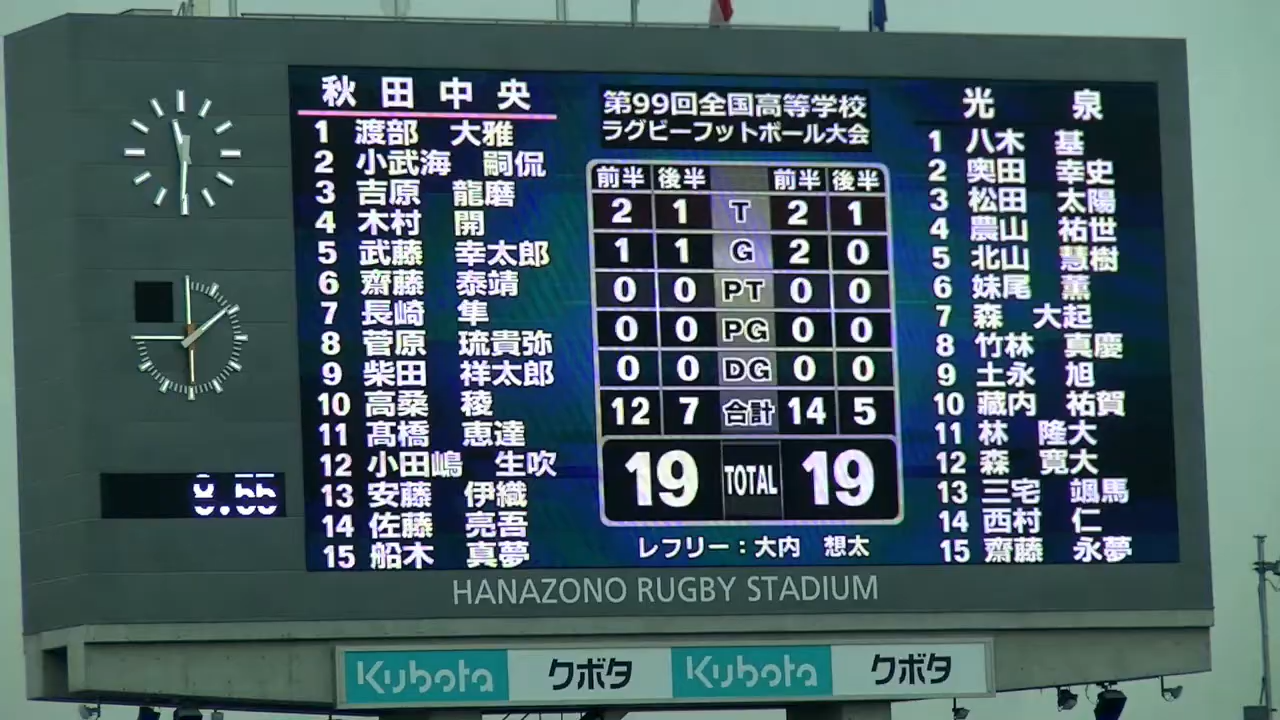 秋田中央
1 渡部 大雅
2 小武海 嗣侃
3 吉原 龍磨
4 木村 開
5 武藤 幸太郎
6 齋藤 泰靖
7 長崎 隼
8 菅原 琉貴弥
9 柴田 祥太郎
10 高桑 稜
11 髙橋 恵達
12 小田嶋 生吹
13 安藤 伊織
14 佐藤 亮吾
15 船木 真夢
第99回全国高等学校
ラグビーフットボール大会
前半 後半 前半 後半
2 1 T 2 1
1 1 G 2 0
0 0 PT 0 0
0 0 PG 0 0
0 0 DG 0 0
12 7 合計 14 5
19 TOTAL 19
レフリー：大内 想太
光泉
1 八木 基
2 奥田 幸史
3 松田 太陽
4 農山 祐世
5 北山 慧樹
6 妹尾 薫
7 森 大起
8 竹林 真慶
9 土永 旭
10 藏内 祐賀
11 林 隆大
12 森 寛大
13 三宅 颯馬
14 西村 仁
15 齋藤 永夢
HANAZONO RUGBY STADIUM
Kubota クボタ Kubota クボタ